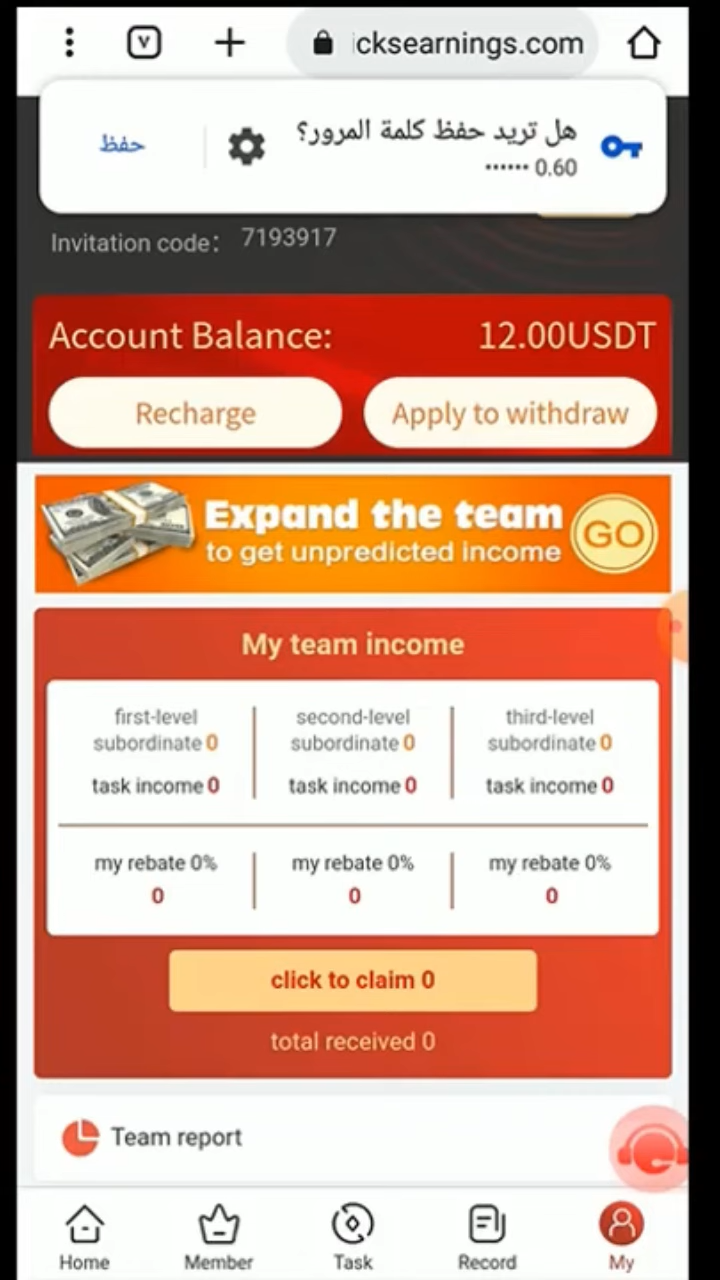 icksearnings.com
هل تريد حفظ كلمة المرور؟
حفظ
0.60 ••••••
Invitation code: 7193917
Account Balance: 12.00USDT
Recharge
Apply to withdraw
Expand the team
to get unpredicted income
GO
My team income
first-level
subordinate 0
task income 0
second-level
subordinate 0
task income 0
third-level
subordinate 0
task income 0
my rebate 0%
0
my rebate 0%
0
my rebate 0%
0
click to claim 0
total received 0
Team report
Home
Member
Task
Record
My